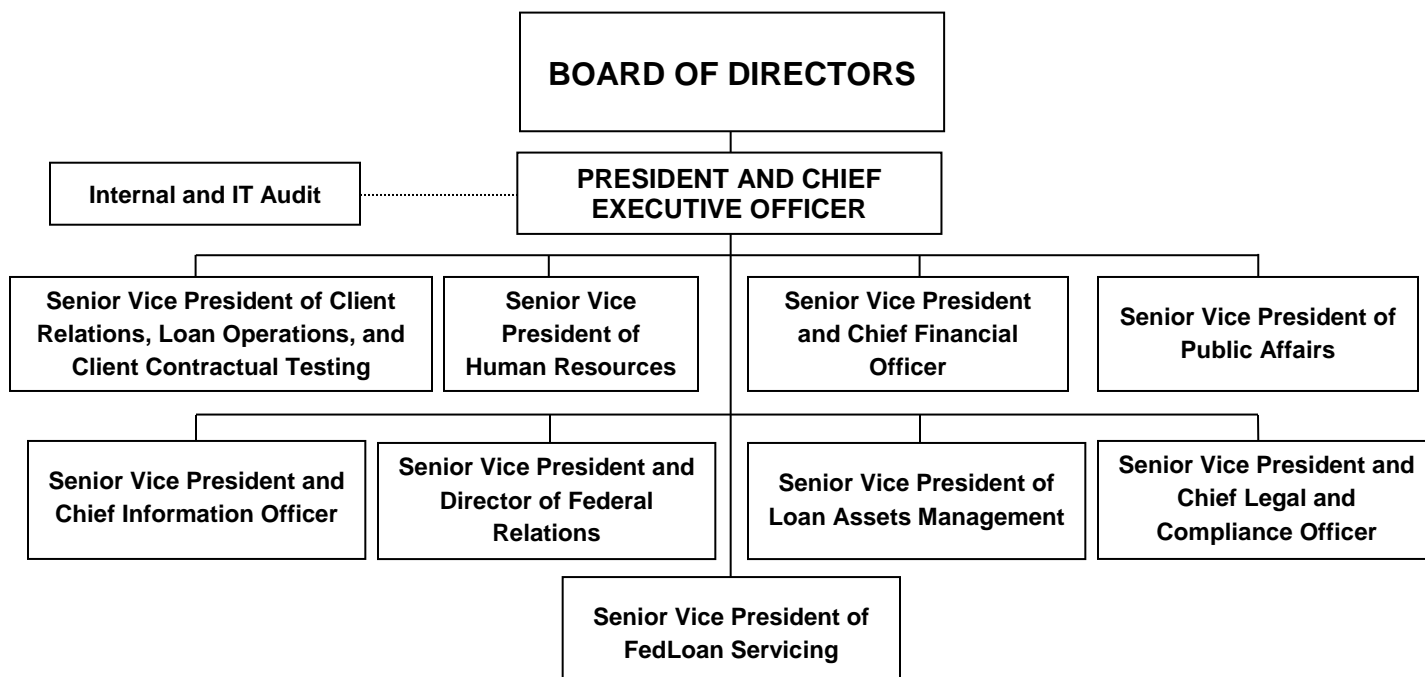 BOARD OF DIRECTORS
Internal and IT Audit
PRESIDENT AND CHIEF
EXECUTIVE OFFICER
Senior Vice President of Client
Relations, Loan Operations, and
Client Contractual Testing
Senior Vice
President of
Human Resources
Senior Vice President
and Chief Financial
Officer
Senior Vice President of
Public Affairs
Senior Vice President and
Chief Information Officer
Senior Vice President and
Director of Federal
Relations
Senior Vice President of
Loan Assets Management
Senior Vice President and
Chief Legal and
Compliance Officer
Senior Vice President of
FedLoan Servicing